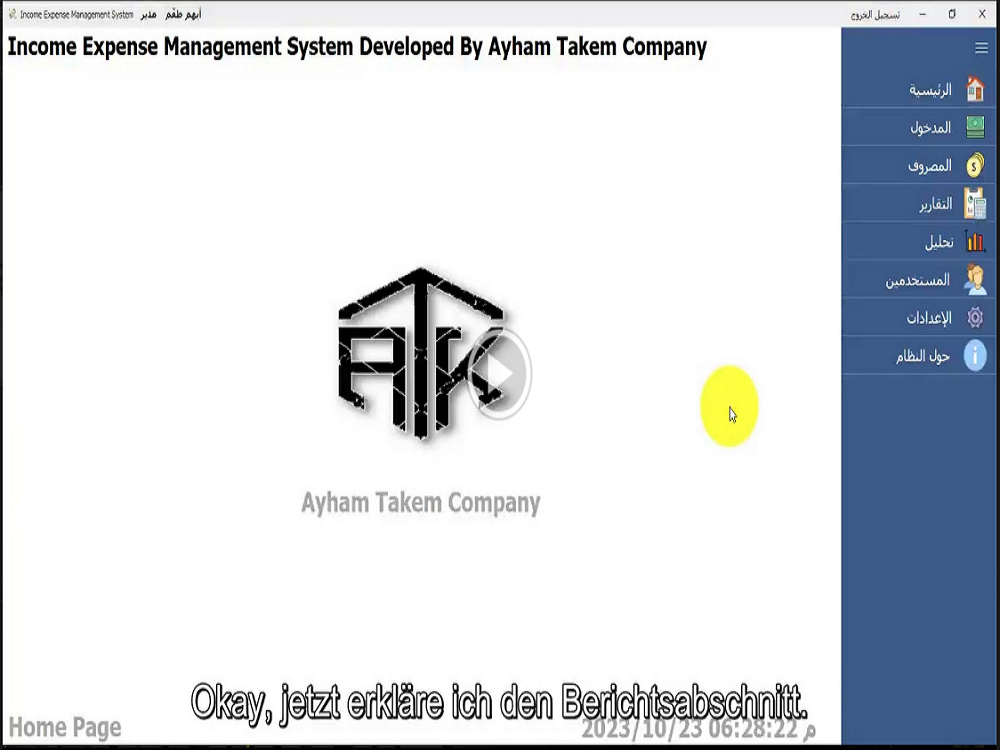 Income Expense Management System مدير أيهم طقم
تسجيل الخروج
Income Expense Management System Developed By Ayham Takem Company
الرئيسية
المدخول
المصروف
التقارير
تحليل
المستخدمين
الإعدادات
حول النظام
ATK
Ayham Takem Company
Okay, jetzt erkläre ich den Berichtsabschnitt.
Home Page
2023/10/23 06:28:22 م